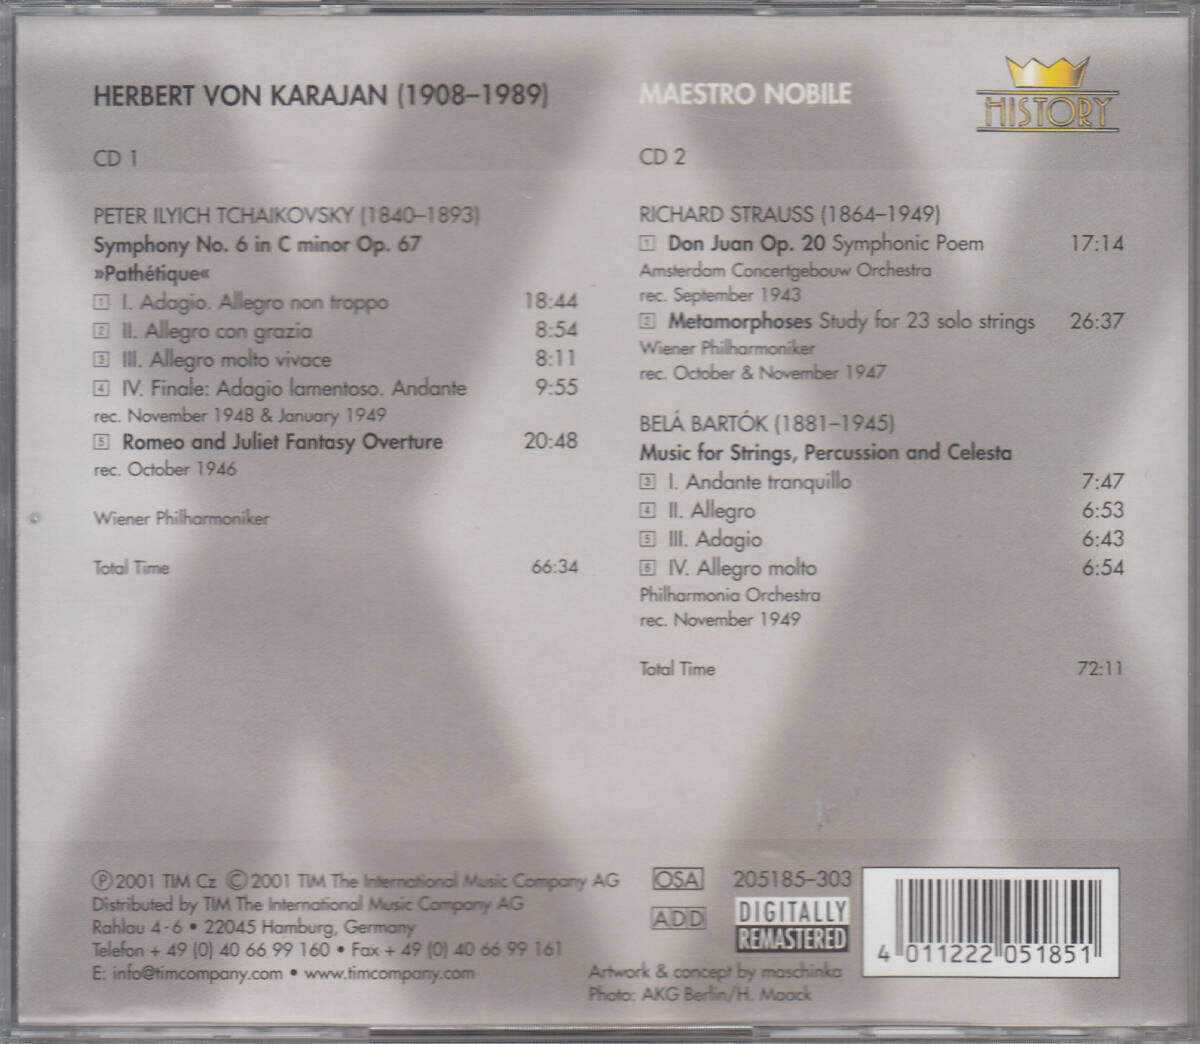 HERBERT VON KARAJAN (1908–1989)
CD 1
PETER ILYICH TCHAIKOVSKY (1840–1893)
Symphony No. 6 in C minor Op. 67
»Pathétique«
1 I. Adagio. Allegro non troppo 18:44
2 II. Allegro con grazia 8:54
3 III. Allegro molto vivace 8:11
4 IV. Finale: Adagio lamentoso. Andante 9:55
rec. November 1948 & January 1949
5 Romeo and Juliet Fantasy Overture 20:48
rec. October 1946
Wiener Philharmoniker
Total Time 66:34
MAESTRO NOBILE
HISTORY
CD 2
RICHARD STRAUSS (1864–1949)
1 Don Juan Op. 20 Symphonic Poem 17:14
Amsterdam Concertgebouw Orchestra
rec. September 1943
2 Metamorphoses Study for 23 solo strings 26:37
Wiener Philharmoniker
rec. October & November 1947
BELÁ BARTÓK (1881–1945)
Music for Strings, Percussion and Celesta
3 I. Andante tranquillo 7:47
4 II. Allegro 6:53
5 III. Adagio 6:43
6 IV. Allegro molto 6:54
Philharmonia Orchestra
rec. November 1949
Total Time 72:11
Ⓟ 2001 TIM Cz © 2001 TIM The International Music Company AG
Distributed by TIM The International Music Company AG
Rahlau 4-6 • 22045 Hamburg, Germany
Telefon + 49 (0) 40 66 99 160 • Fax + 49 (0) 40 66 99 161
E: info@timcompany.com • www.timcompany.com
OSA 205185–303
ADD DIGITALLY
REMASTERED
Artwork & concept by maschinka
Photo: AKG Berlin/H. Maack
4 011222 051851